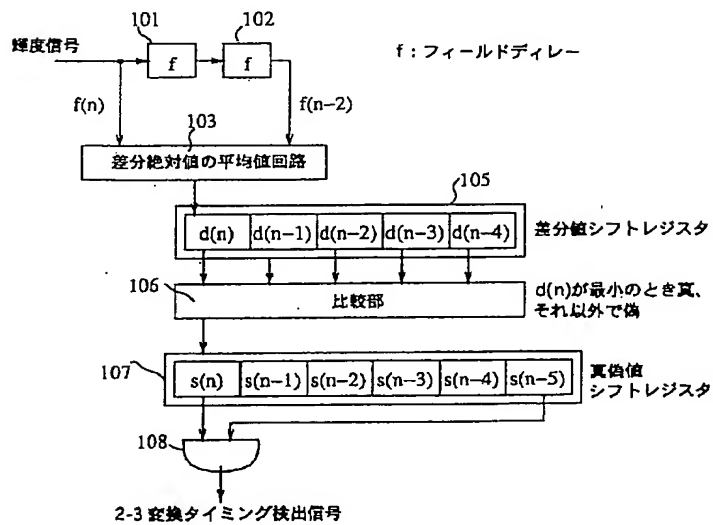 101
102
輝度信号
f
f
f：フィールドディレー
f(n)
f(n−2)
103
差分絶対値の平均値回路
105
d(n)
d(n−1)
d(n−2)
d(n−3)
d(n−4)
差分値シフトレジスタ
106
比較部
d(n)が最小のとき真、
それ以外で偽
107
s(n)
s(n−1)
s(n−2)
s(n−3)
s(n−4)
s(n−5)
真偽値
シフトレジスタ
108
2-3 変換タイミング検出信号